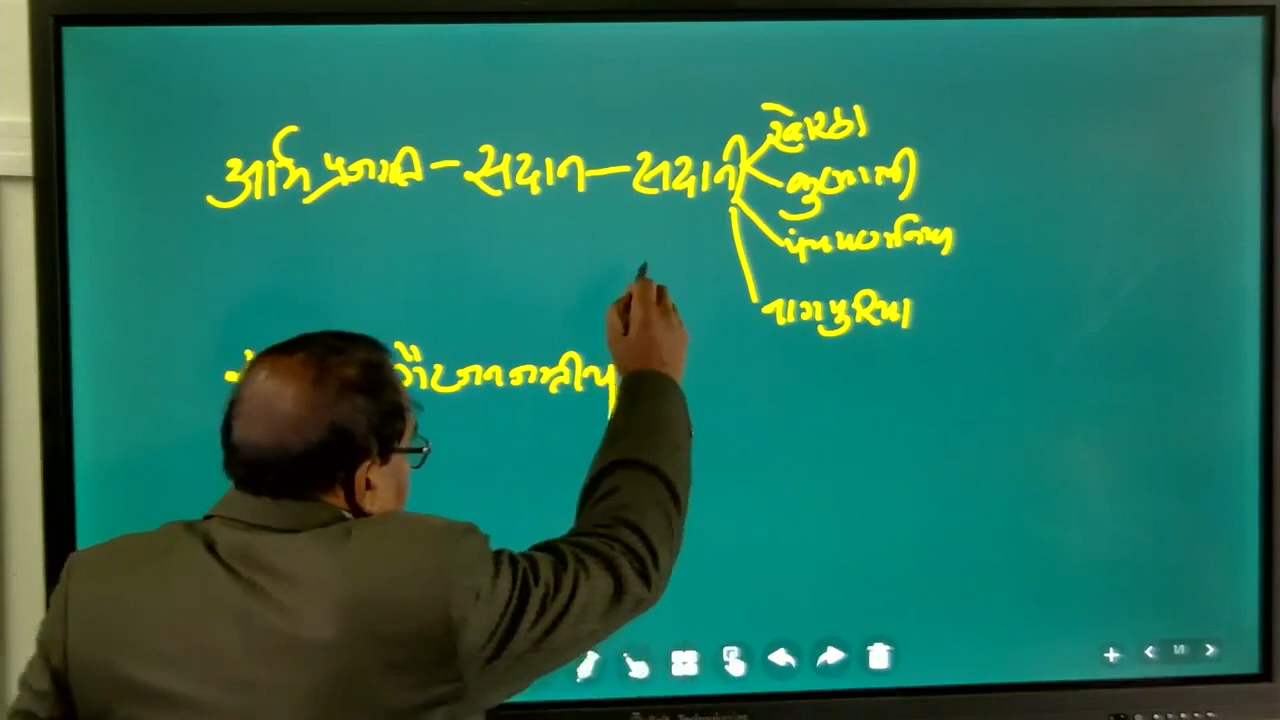 आर्य प्रजाति – सदान – सदानी
खोरठा
कुरमाली
पंचपरगनिया
नागपुरिया